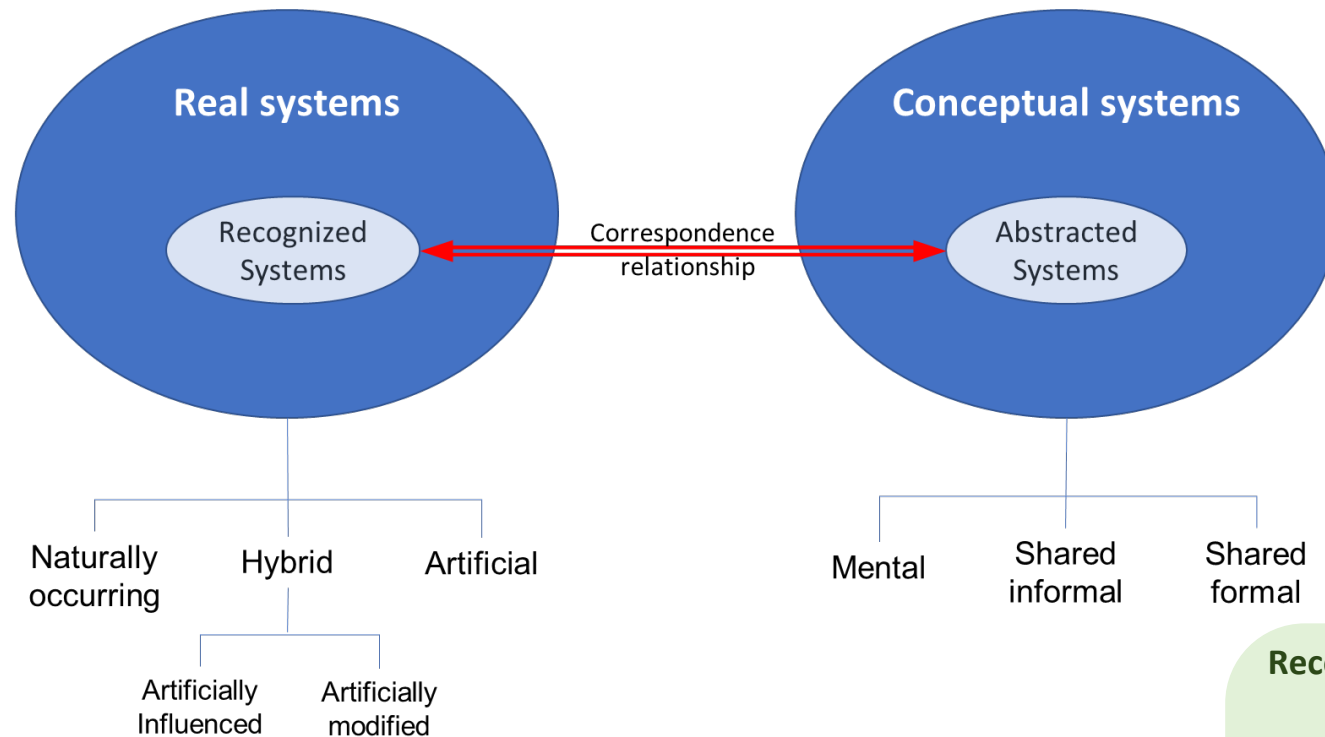 Real systems
Conceptual systems
Recognized
Systems
Correspondence
relationship
Abstracted
Systems
Naturally
occurring
Hybrid
Artificial
Mental
Shared
informal
Shared
formal
Artificially
Influenced
Artificially
modified